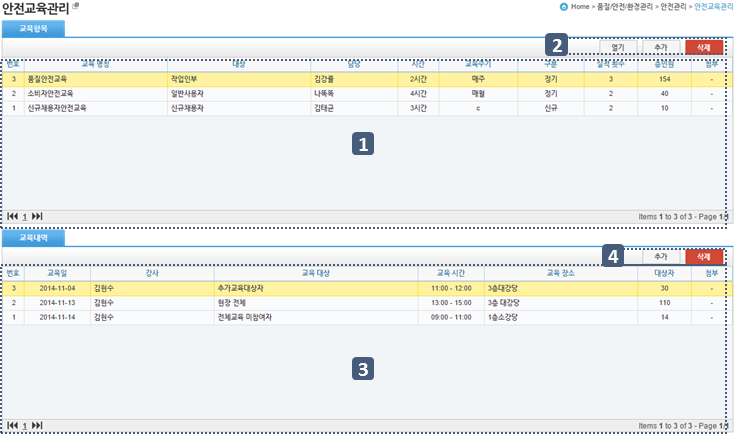 안전교육관리
Home > 품질/안전/환경관리 > 안전관리 > 안전교육관리
교육항목
2
열기 추가 삭제
번호 교육 명칭 대상 담당 시간 교육주기 구분 실적 횟수 총인원 첨부
3 품질안전교육 작업인부 김강률 2시간 매주 정기 3 154 -
2 소비자안전교육 일반사용자 나똑똑 4시간 매월 정기 2 40 -
1 신규채용자안전교육 신규채용자 김태균 3시간 c 신규 2 10 -
1
1 Items 1 to 3 of 3 - Page 1/1
교육내역
4
추가 삭제
번호 교육일 강사 교육 대상 교육 시간 교육 장소 대상자 첨부
3 2014-11-04 김현수 추가교육대상자 11:00 - 12:00 3층대강당 30 -
2 2014-11-13 김현수 현장 전체 13:00 - 15:00 3층 대강당 110 -
1 2014-11-14 김현수 전체교육 미참여자 09:00 - 11:00 1층소강당 14 -
3
1 Items 1 to 3 of 3 - Page 1/1